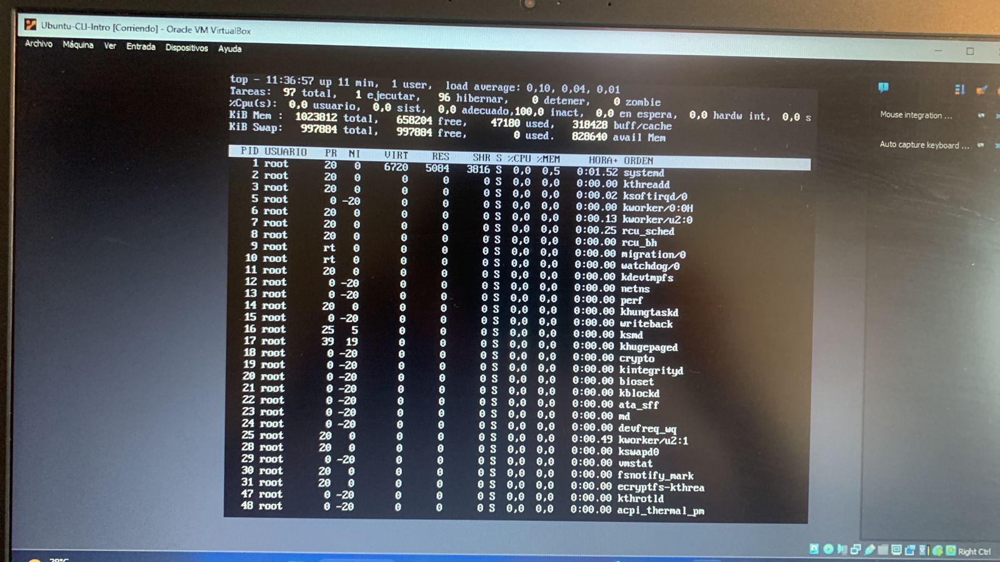 Ubuntu-CLI-Intro [Corriendo] - Oracle VM VirtualBox
Archivo Máquina Ver Entrada Dispositivos Ayuda
top - 11:36:57 up 11 min, 1 user, load average: 0,10, 0,04, 0,01
Tareas: 97 total, 1 ejecutar, 96 hibernar, 0 detener, 0 zombie
%Cpu(s): 0,0 usuario, 0,0 sist, 0,0 adecuado,100,0 inact, 0,0 en espera, 0,0 hardw int, 0,0 s
KiB Mem : 1023812 total, 658204 free, 47180 used, 318428 buff/cache
KiB Swap: 997884 total, 997884 free, 0 used. 828640 avail Mem
PID USUARIO PR NI VIRT RES SHR S %CPU %MEM HORA+ ORDEN
1 root 20 0 6720 5084 3816 S 0,0 0,5 0:01.52 systemd
2 root 20 0 0 0 0 S 0,0 0,0 0:00.00 kthreadd
3 root 20 0 0 0 0 S 0,0 0,0 0:00.02 ksoftirqd/0
5 root 0 -20 0 0 0 S 0,0 0,0 0:00.00 kworker/0:0H
6 root 20 0 0 0 0 S 0,0 0,0 0:00.13 kworker/u2:0
7 root 20 0 0 0 0 S 0,0 0,0 0:00.25 rcu_sched
8 root 20 0 0 0 0 S 0,0 0,0 0:00.00 rcu_bh
9 root rt 0 0 0 0 S 0,0 0,0 0:00.00 migration/0
10 root rt 0 0 0 0 S 0,0 0,0 0:00.00 watchdog/0
11 root 20 0 0 0 0 S 0,0 0,0 0:00.00 kdevtmpfs
12 root 0 -20 0 0 0 S 0,0 0,0 0:00.00 netns
13 root 0 -20 0 0 0 S 0,0 0,0 0:00.00 perf
14 root 20 0 0 0 0 S 0,0 0,0 0:00.00 khungtaskd
15 root 0 -20 0 0 0 S 0,0 0,0 0:00.00 writeback
16 root 25 5 0 0 0 S 0,0 0,0 0:00.00 ksmd
17 root 39 19 0 0 0 S 0,0 0,0 0:00.00 khugepaged
18 root 0 -20 0 0 0 S 0,0 0,0 0:00.00 crypto
19 root 0 -20 0 0 0 S 0,0 0,0 0:00.00 kintegrityd
20 root 0 -20 0 0 0 S 0,0 0,0 0:00.00 bioset
21 root 0 -20 0 0 0 S 0,0 0,0 0:00.00 kblockd
22 root 0 -20 0 0 0 S 0,0 0,0 0:00.00 ata_sff
23 root 0 -20 0 0 0 S 0,0 0,0 0:00.00 md
24 root 0 -20 0 0 0 S 0,0 0,0 0:00.00 devfreq_wq
25 root 20 0 0 0 0 S 0,0 0,0 0:00.49 kworker/u2:1
28 root 20 0 0 0 0 S 0,0 0,0 0:00.00 kswapd0
29 root 0 -20 0 0 0 S 0,0 0,0 0:00.00 vmstat
30 root 20 0 0 0 0 S 0,0 0,0 0:00.00 fsnotify_mark
31 root 20 0 0 0 0 S 0,0 0,0 0:00.00 ecryptfs-kthrea
47 root 0 -20 0 0 0 S 0,0 0,0 0:00.00 kthrotld
48 root 0 -20 0 0 0 S 0,0 0,0 0:00.00 acpi_thermal_pm
Mouse integration ...
Auto capture keyboard ...
Right Ctrl